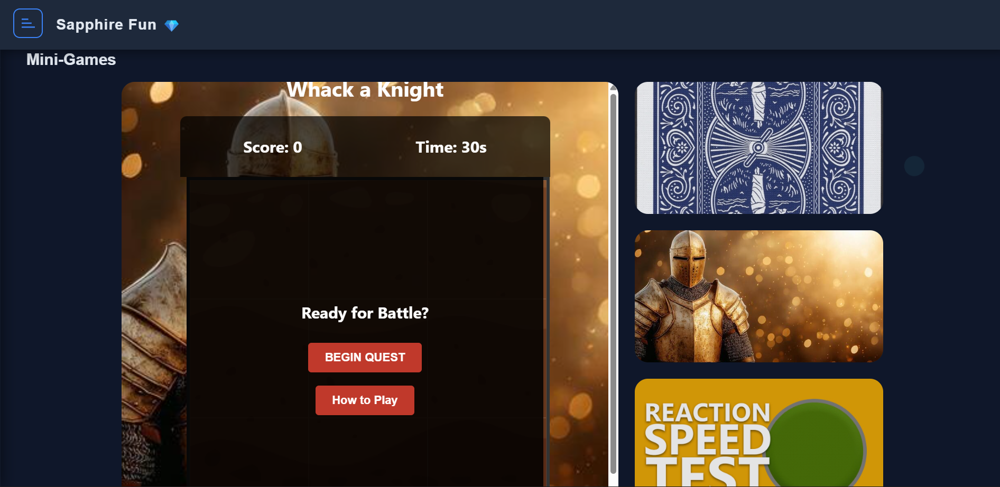 Sapphire Fun
Mini-Games
Whack a Knight
Score: 0
Time: 30s
Ready for Battle?
BEGIN QUEST
How to Play
REACTION
SPEED
TEST